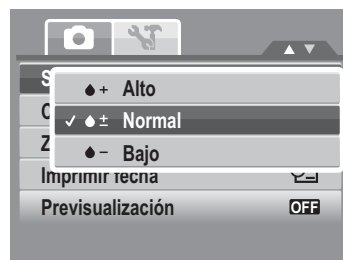 Alto
Normal
Bajo
Imprimir fecha
Previsualización OFF